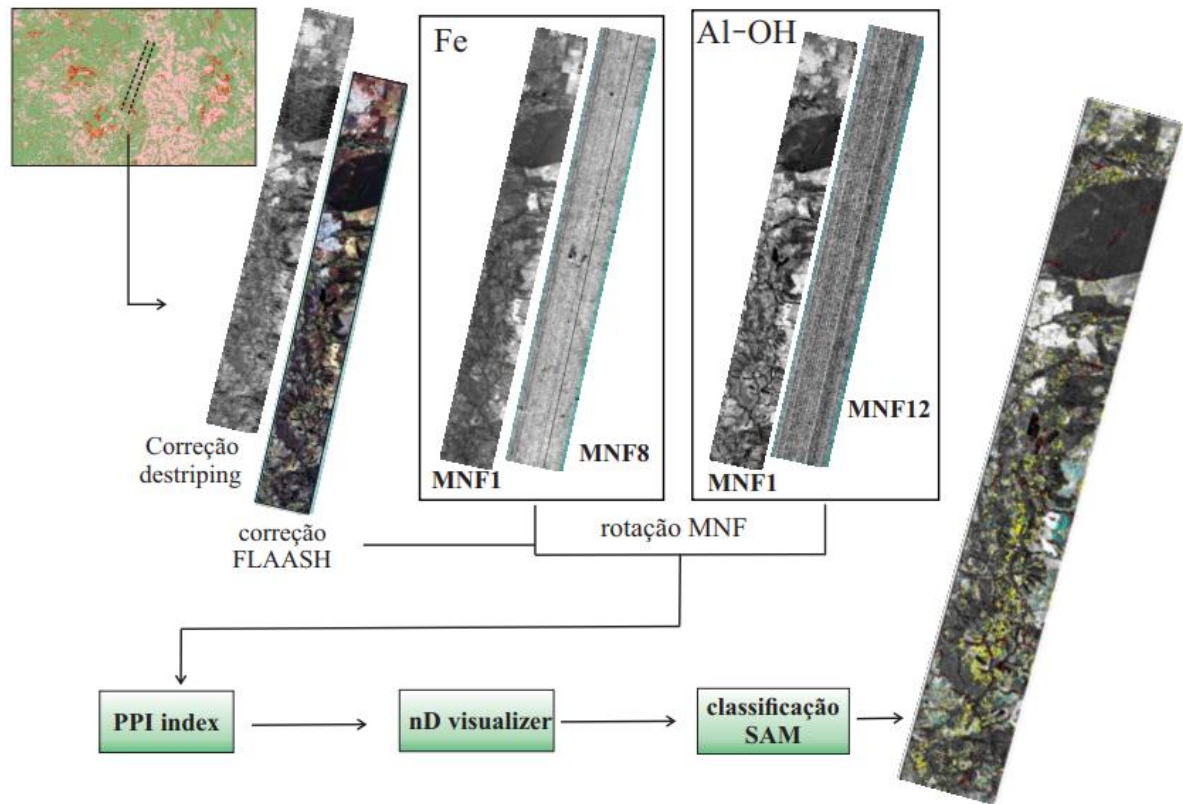 Fe
Al-OH
Correção
destriping
correção
FLAASH
MNF1
MNF8
MNF1
MNF12
rotação MNF
PPI index
nD visualizer
classificação
SAM